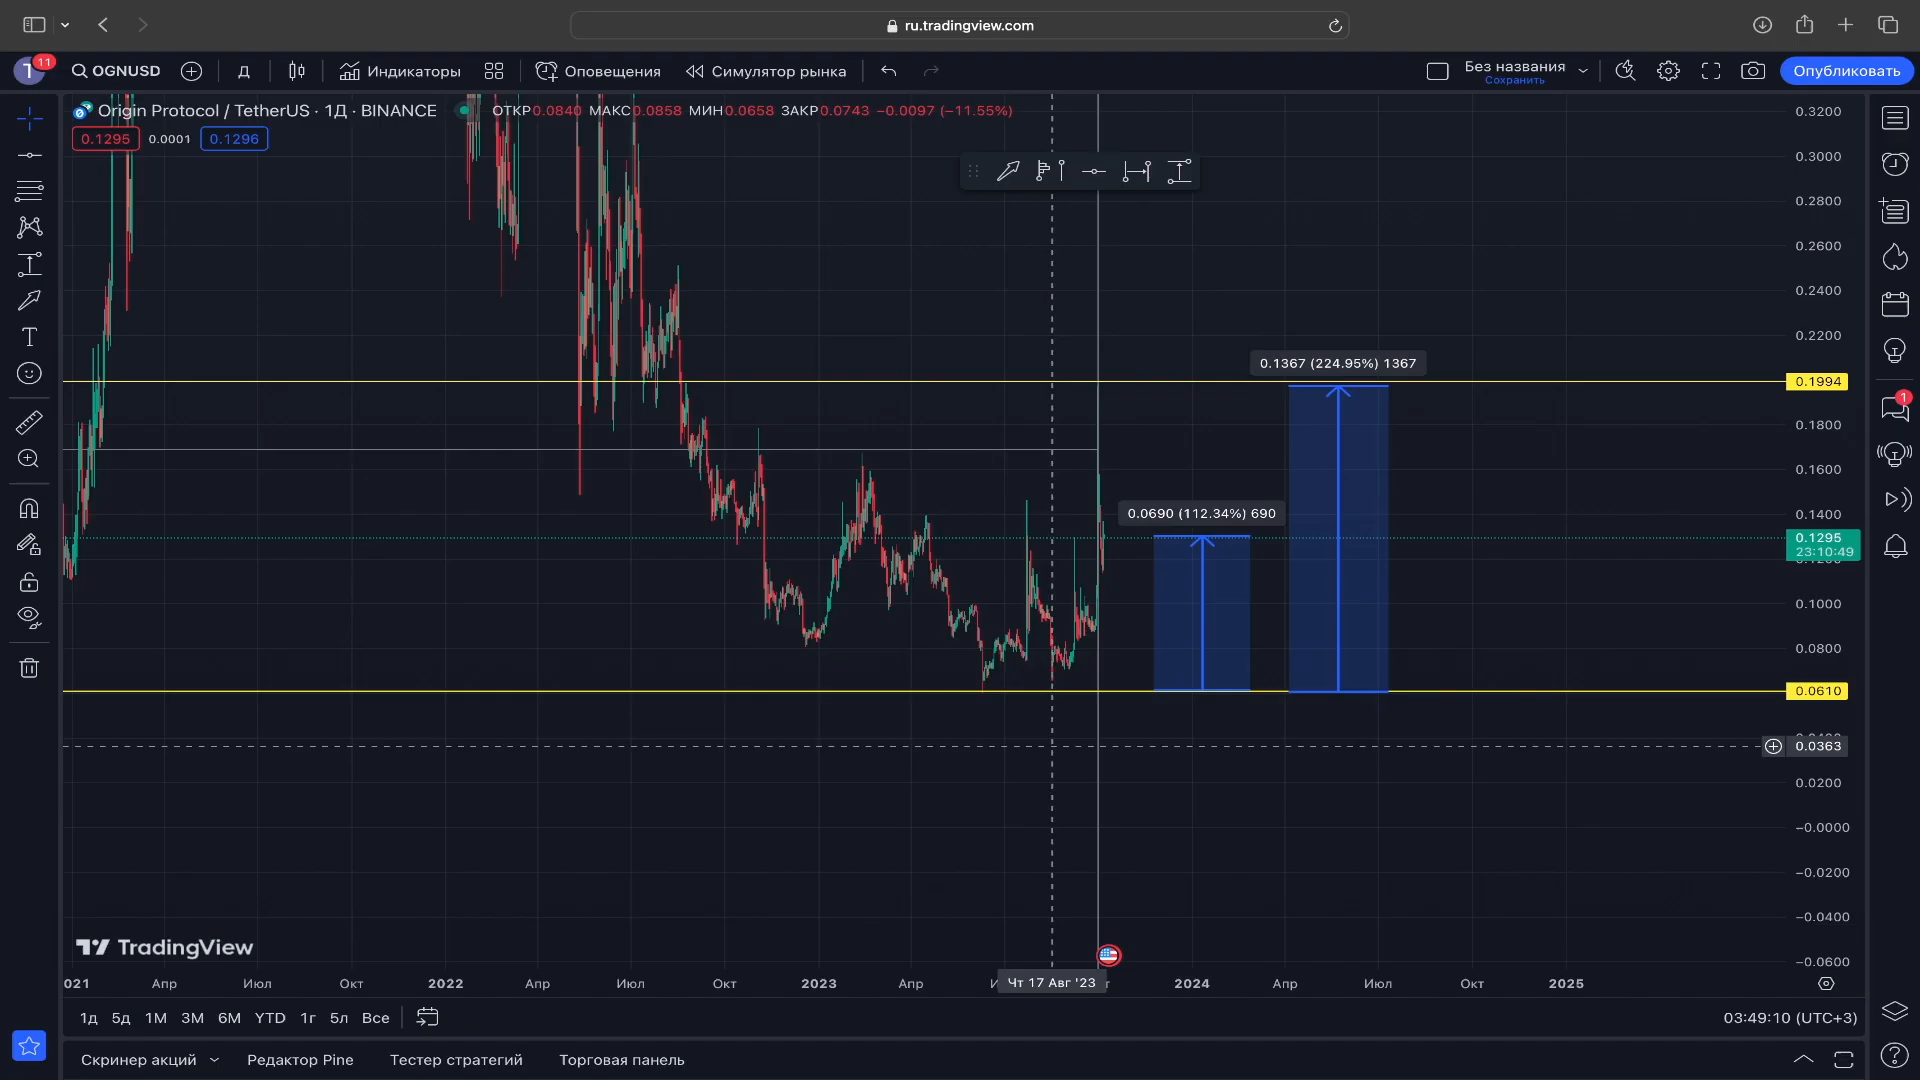 ru.tradingview.com
T 11 OGNUSD Д Индикаторы Оповещения Симулятор рынка Без названия Сохранить Опубликовать
Origin Protocol / TetherUS · 1Д · BINANCE ОТКР0.0840 МАКС0.0858 МИН0.0658 ЗАКР0.0743 −0.0097 (−11.55%)
0.1295 0.0001 0.1296
0.3200
0.3000
0.2800
0.2600
0.2400
0.2200
0.1367 (224.95%) 1367
0.1994
0.1800
0.1600
0.1400
0.0690 (112.34%) 690
0.1295
23:10:49
0.1000
0.0800
0.0610
0.0363
0.0200
−0.0000
−0.0200
−0.0400
−0.0600
1
TradingView
021 Апр Июл Окт 2022 Апр Июл Окт 2023 Апр Чт 17 Авг '23 2024 Апр Июл Окт 2025
1д 5д 1М 3М 6М YTD 1г 5л Все 03:49:10 (UTC+3)
Скринер акций Редактор Pine Тестер стратегий Торговая панель